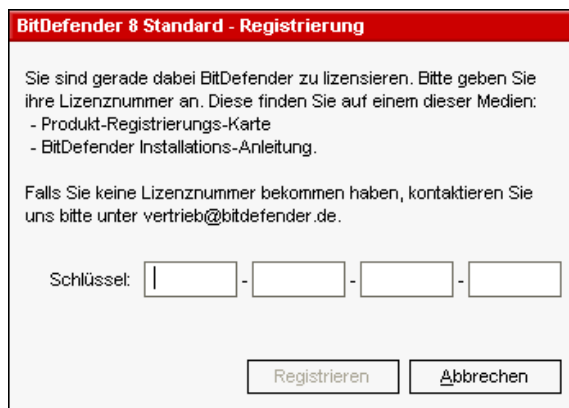 BitDefender 8 Standard - Registrierung
Sie sind gerade dabei BitDefender zu lizensieren. Bitte geben Sie
ihre Lizenznummer an. Diese finden Sie auf einem dieser Medien:
- Produkt-Registrierungs-Karte
- BitDefender Installations-Anleitung.
Falls Sie keine Lizenznummer bekommen haben, kontaktieren Sie
uns bitte unter vertrieb@bitdefender.de.
Schlüssel: - - -
Registrieren Abbrechen